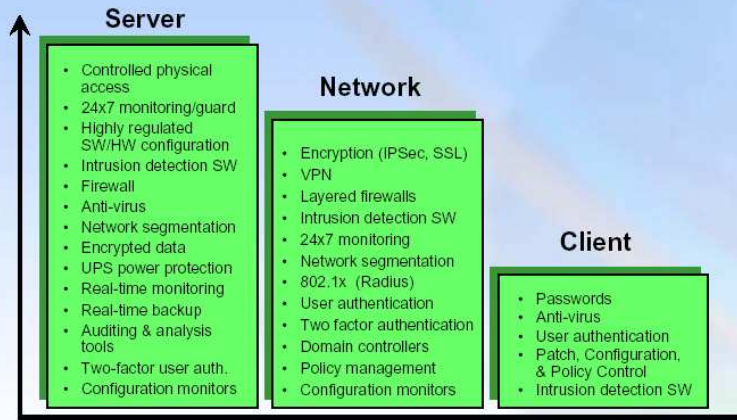 Server
• Controlled physical
access
• 24x7 monitoring/guard
• Highly regulated
SW/HW configuration
• Intrusion detection SW
• Firewall
• Anti-virus
• Network segmentation
• Encrypted data
• UPS power protection
• Real-time monitoring
• Real-time backup
• Auditing & analysis
tools
• Two-factor user auth.
• Configuration monitors
Network
• Encryption (IPSec, SSL)
• VPN
• Layered firewalls
• Intrusion detection SW
• 24x7 monitoring
• Network segmentation
• 802.1x (Radius)
• User authentication
• Two factor authentication
• Domain controllers
• Policy management
• Configuration monitors
Client
• Passwords
• Anti-virus
• User authentication
• Patch, Configuration,
& Policy Control
• Intrusion detection SW